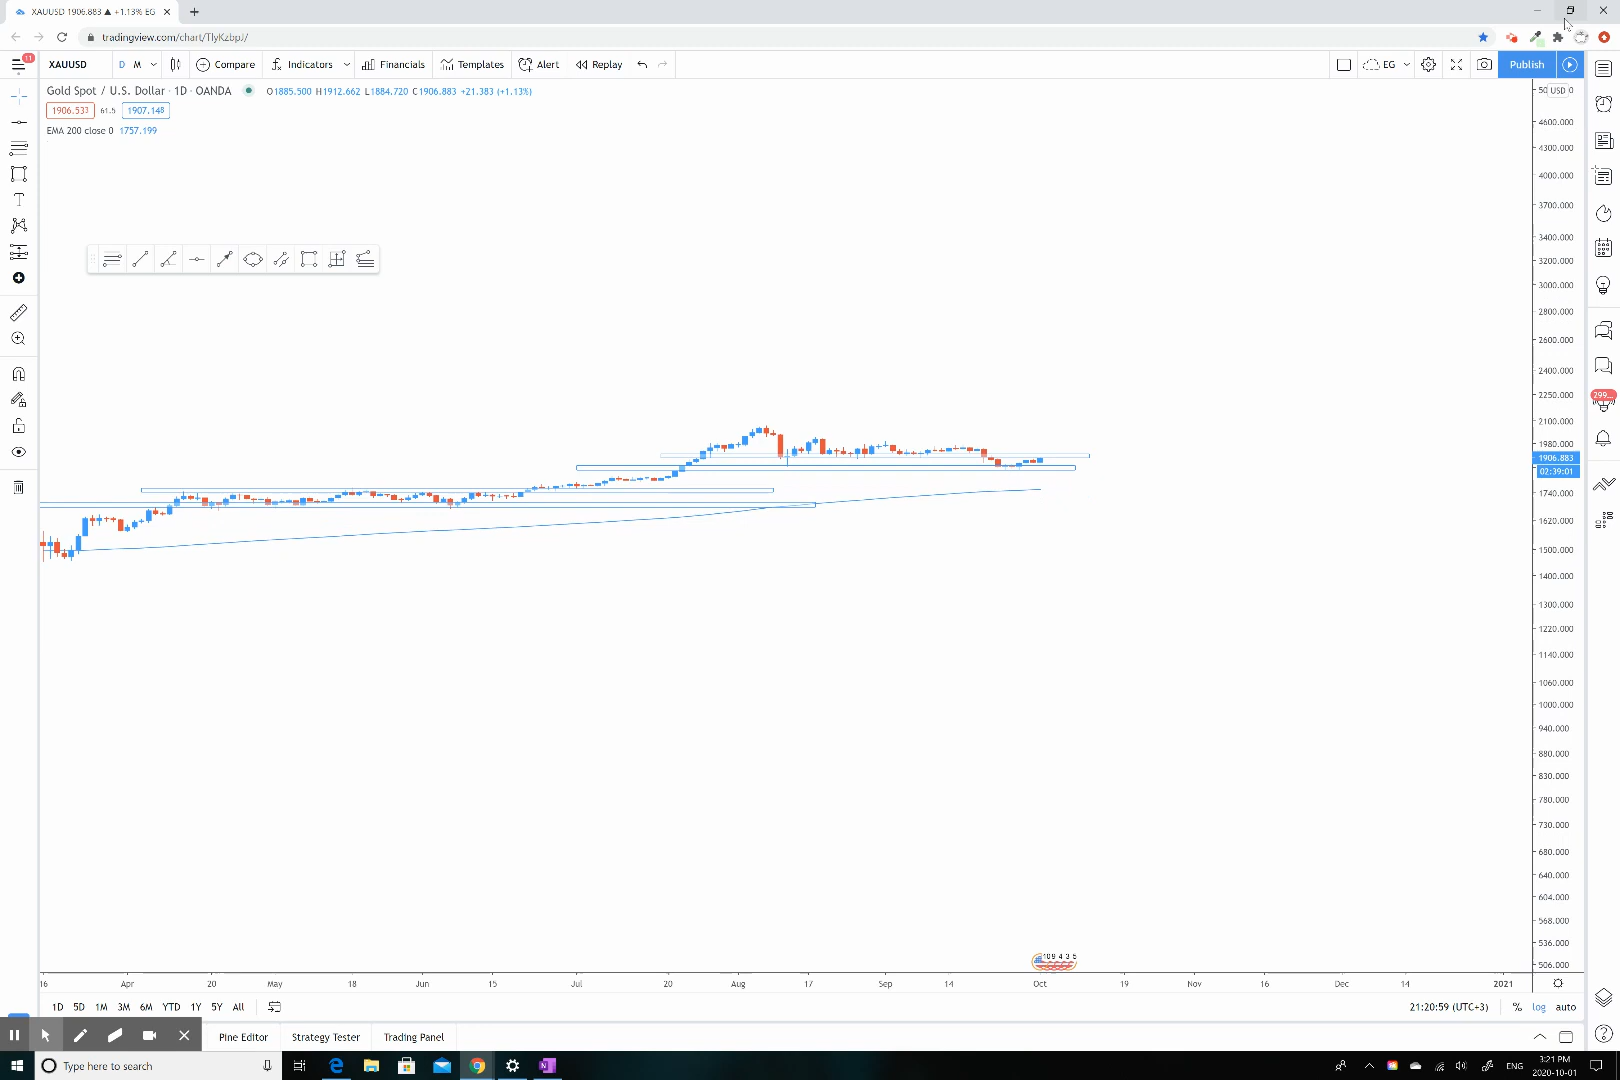 XAUUSD 1906.883 ▲ +1.13% EG
tradingview.com/chart/TlyKzbpJ/
11
XAUUSD D M Compare Indicators Financials Templates Alert Replay EG Publish
Gold Spot / U.S. Dollar · 1D · OANDA O1885.500 H1912.662 L1884.720 C1906.883 +21.383 (+1.13%)
USD
1906.533 61.5 1907.148
EMA 200 close 0 1757.199
4600.000
4300.000
4000.000
3700.000
3400.000
3200.000
3000.000
2800.000
2600.000
2400.000
2250.000
2100.000
1980.000
1906.883
02:39:01
1740.000
1620.000
1500.000
1400.000
1300.000
1220.000
1140.000
1060.000
1000.000
940.000
880.000
830.000
780.000
730.000
680.000
640.000
604.000
568.000
536.000
506.000
299...
16 Apr 20 May 18 Jun 15 Jul 20 Aug 17 Sep 14 Oct 19 Nov 16 Dec 14 2021
1D 5D 1M 3M 6M YTD 1Y 5Y All 21:20:59 (UTC+3) % log auto
Pine Editor Strategy Tester Trading Panel
Type here to search
ENG
3:21 PM
2020-10-01